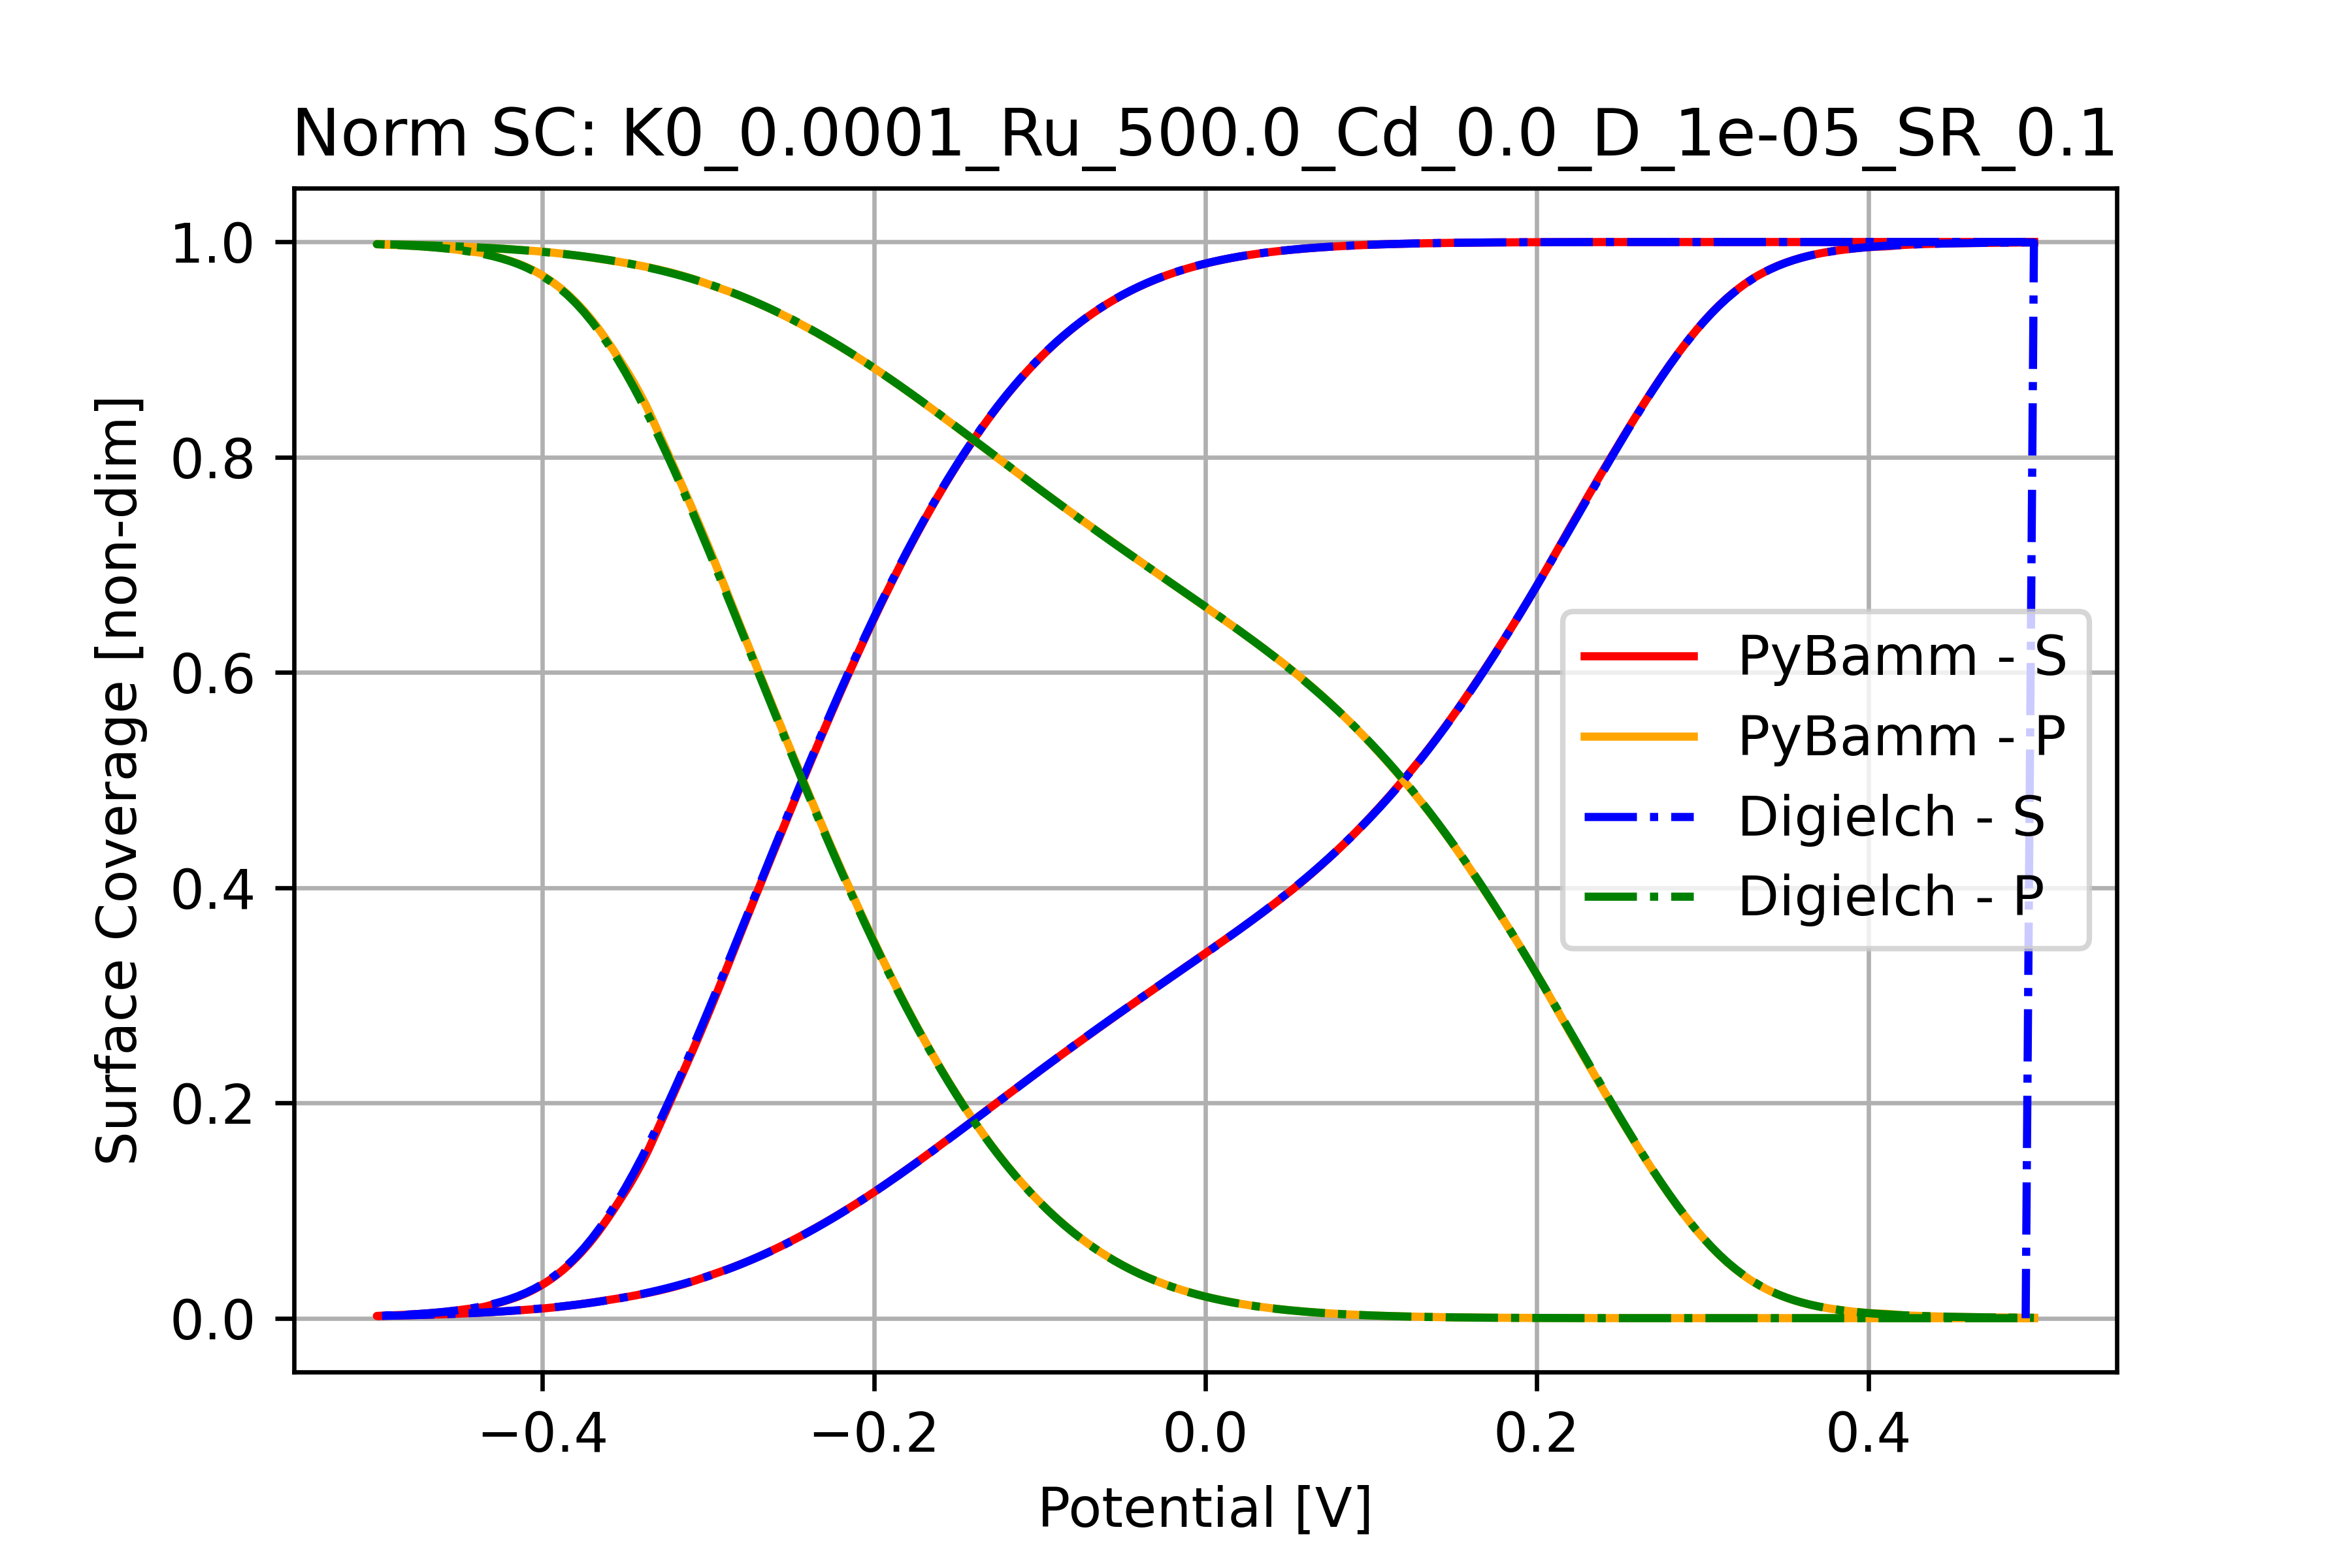 Norm SC: K0_0.0001_Ru_500.0_Cd_0.0_D_1e-05_SR_0.1
Surface Coverage [non-dim]
1.0
0.8
0.6
0.4
0.2
0.0
PyBamm - S
PyBamm - P
Digielch - S
Digielch - P
−0.4 −0.2 0.0 0.2 0.4
Potential [V]